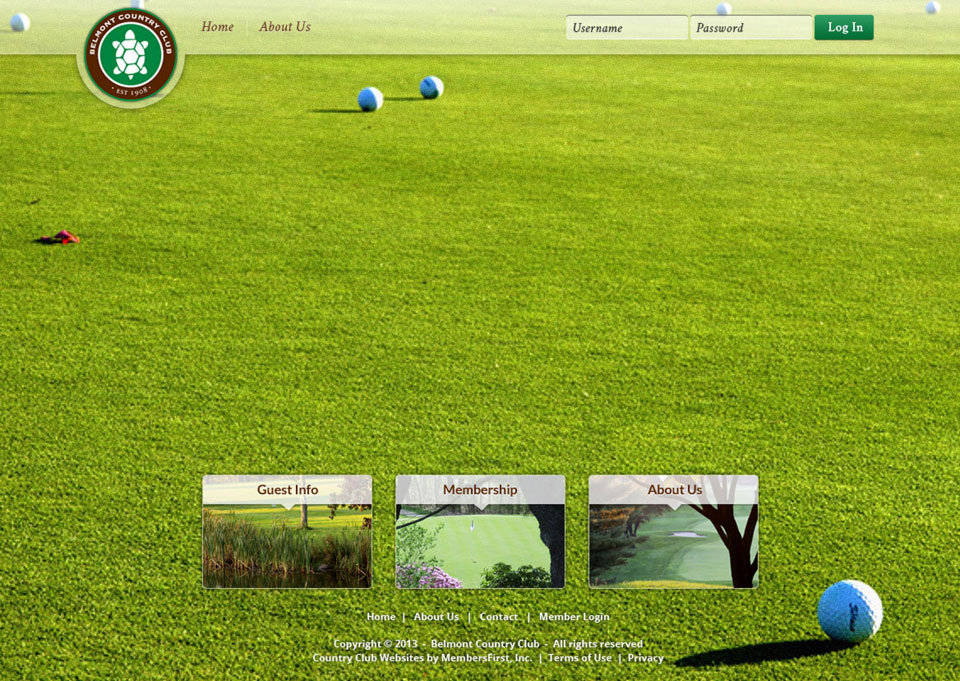 BELMONT COUNTRY CLUB
• EST 1908 •
Home About Us
Username Password Log In
Guest Info Membership About Us
Home | About Us | Contact | Member Login
Copyright © 2013 - Belmont Country Club - All rights reserved
Country Club Websites by MembersFirst, Inc. | Terms of Use | Privacy